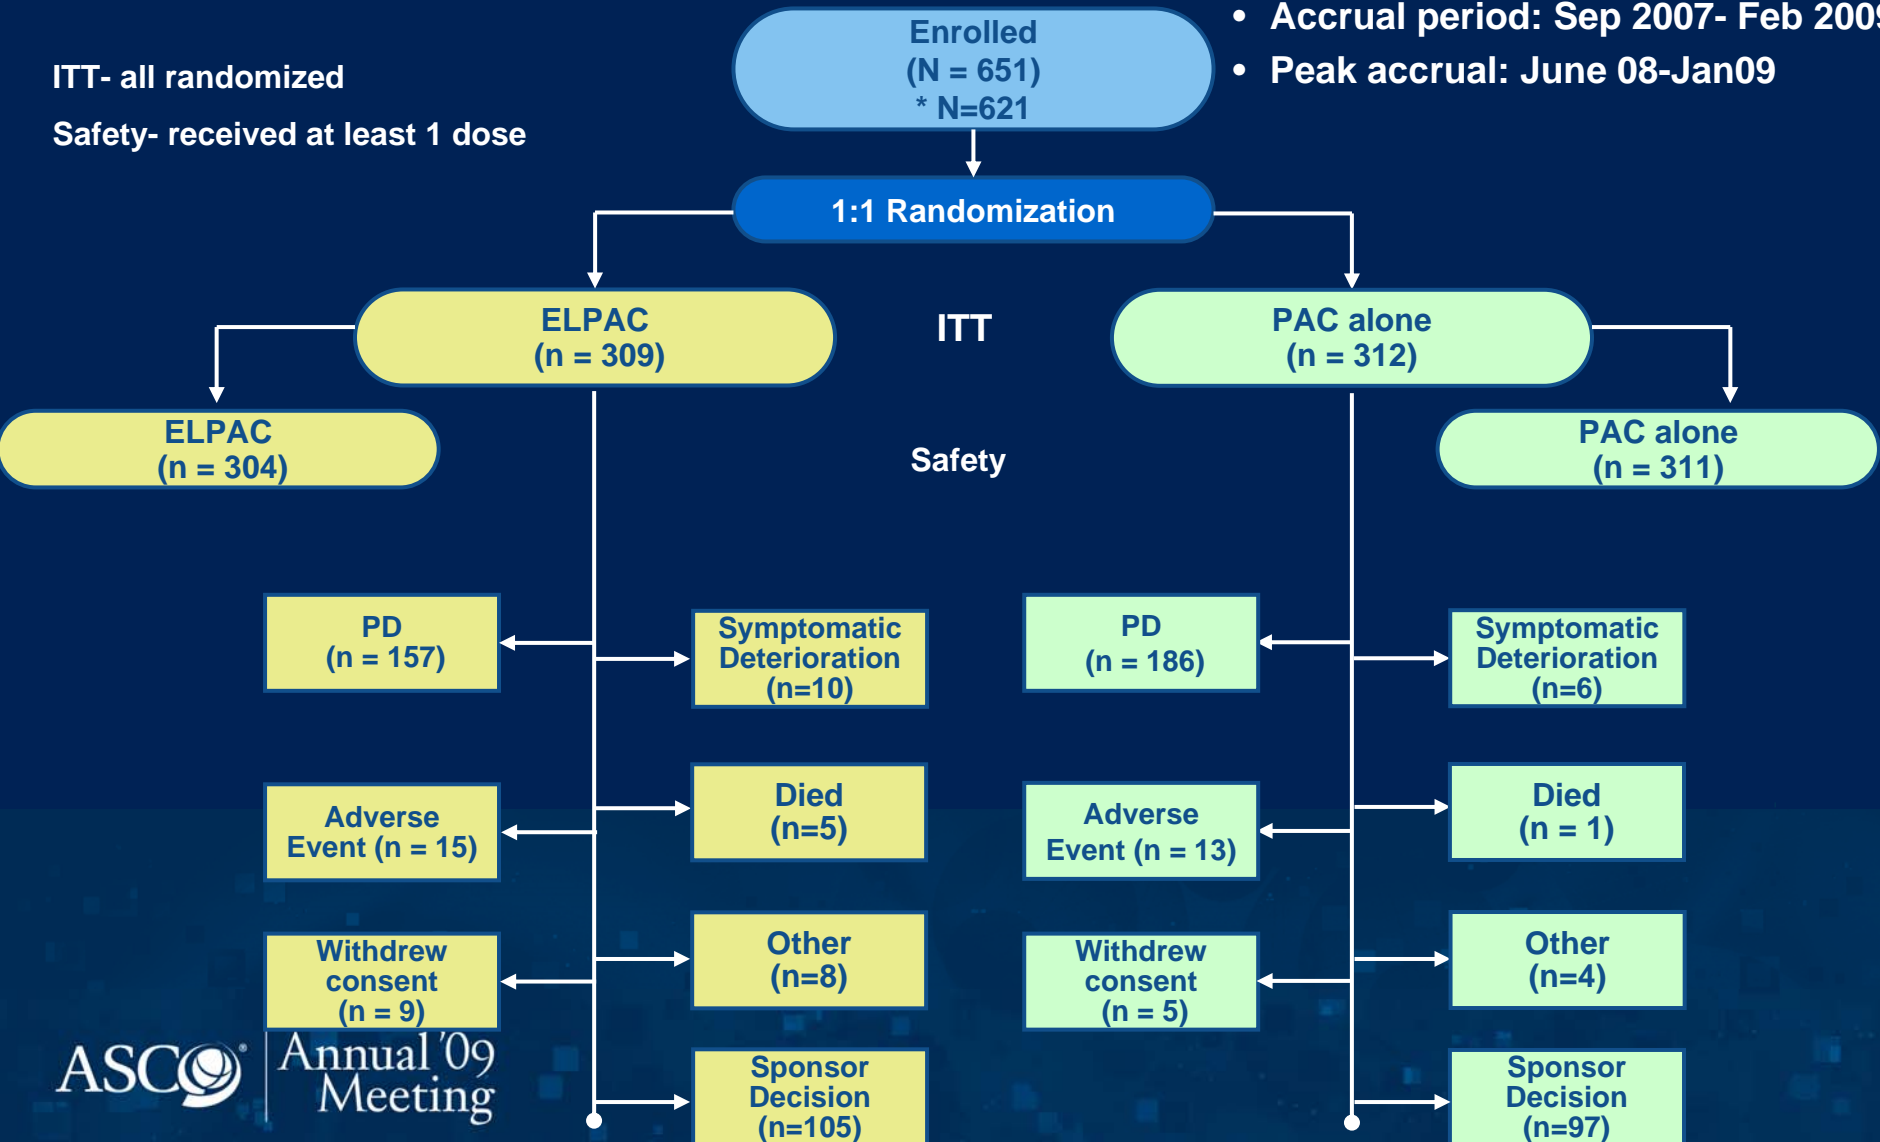 Enrolled
(N = 651)
* N=621
• Accrual period: Sep 2007- Feb 2009
• Peak accrual: June 08-Jan09
ITT- all randomized
Safety- received at least 1 dose
1:1 Randomization
ELPAC
(n = 309)
ITT
PAC alone
(n = 312)
ELPAC
(n = 304)
Safety
PAC alone
(n = 311)
PD
(n = 157)
Symptomatic
Deterioration
(n=10)
PD
(n = 186)
Symptomatic
Deterioration
(n=6)
Adverse
Event (n = 15)
Died
(n=5)
Adverse
Event (n = 13)
Died
(n = 1)
Withdrew
consent
(n = 9)
Other
(n=8)
Withdrew
consent
(n = 5)
Other
(n=4)
Sponsor
Decision
(n=105)
Sponsor
Decision
(n=97)
ASCO®
Annual '09
Meeting